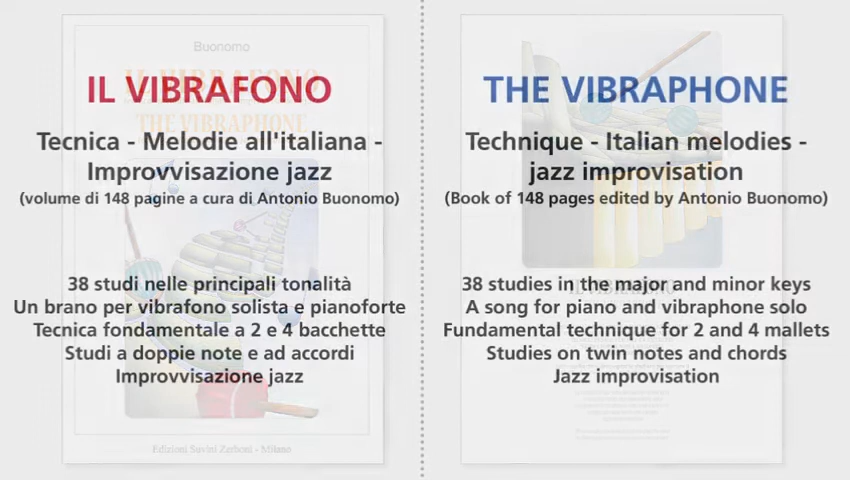 Buonomo
IL VIBRAFONO
THE VIBRAPHONE
Tecnica - Melodie all'italiana -
Improvvisazione jazz
(volume di 148 pagine a cura di Antonio Buonomo)
38 studi nelle principali tonalità
Un brano per vibrafono solista e pianoforte
Tecnica fondamentale a 2 e 4 bacchette
Studi a doppie note e ad accordi
Improvvisazione jazz
Edizioni Suvini Zerboni - Milano
THE VIBRAPHONE
Technique - Italian melodies -
jazz improvisation
(Book of 148 pages edited by Antonio Buonomo)
38 studies in the major and minor keys
A song for piano and vibraphone solo
Fundamental technique for 2 and 4 mallets
Studies on twin notes and chords
Jazz improvisation